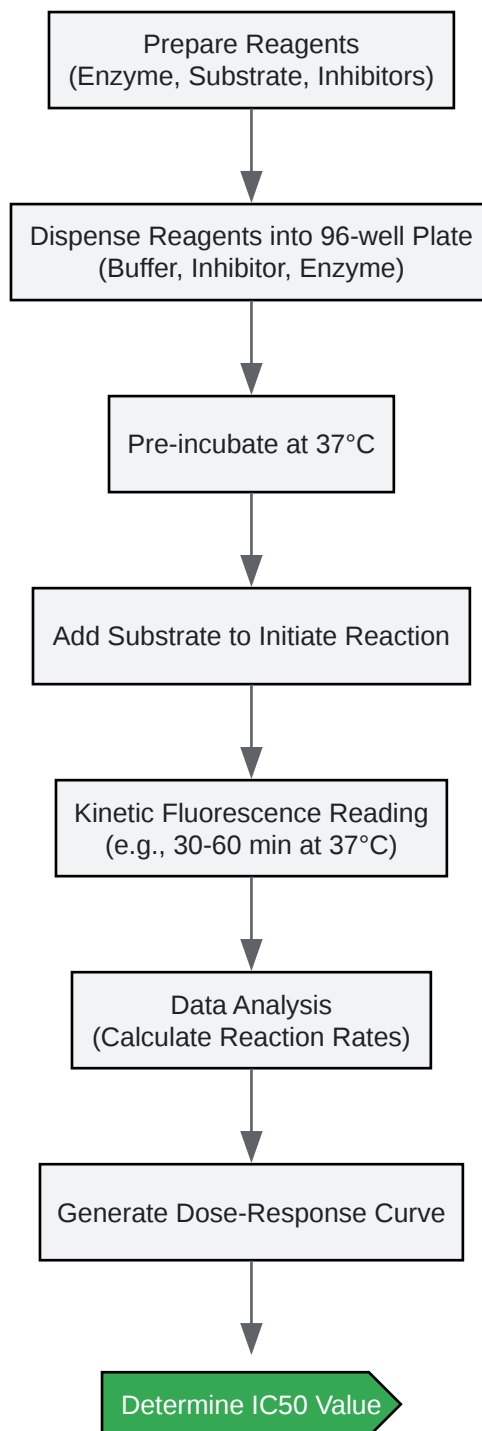 Prepare Reagents
(Enzyme, Substrate, Inhibitors)
Dispense Reagents into 96-well Plate
(Buffer, Inhibitor, Enzyme)
Pre-incubate at 37°C
Add Substrate to Initiate Reaction
Kinetic Fluorescence Reading
(e.g., 30-60 min at 37°C)
Data Analysis
(Calculate Reaction Rates)
Generate Dose-Response Curve
Determine IC50 Value